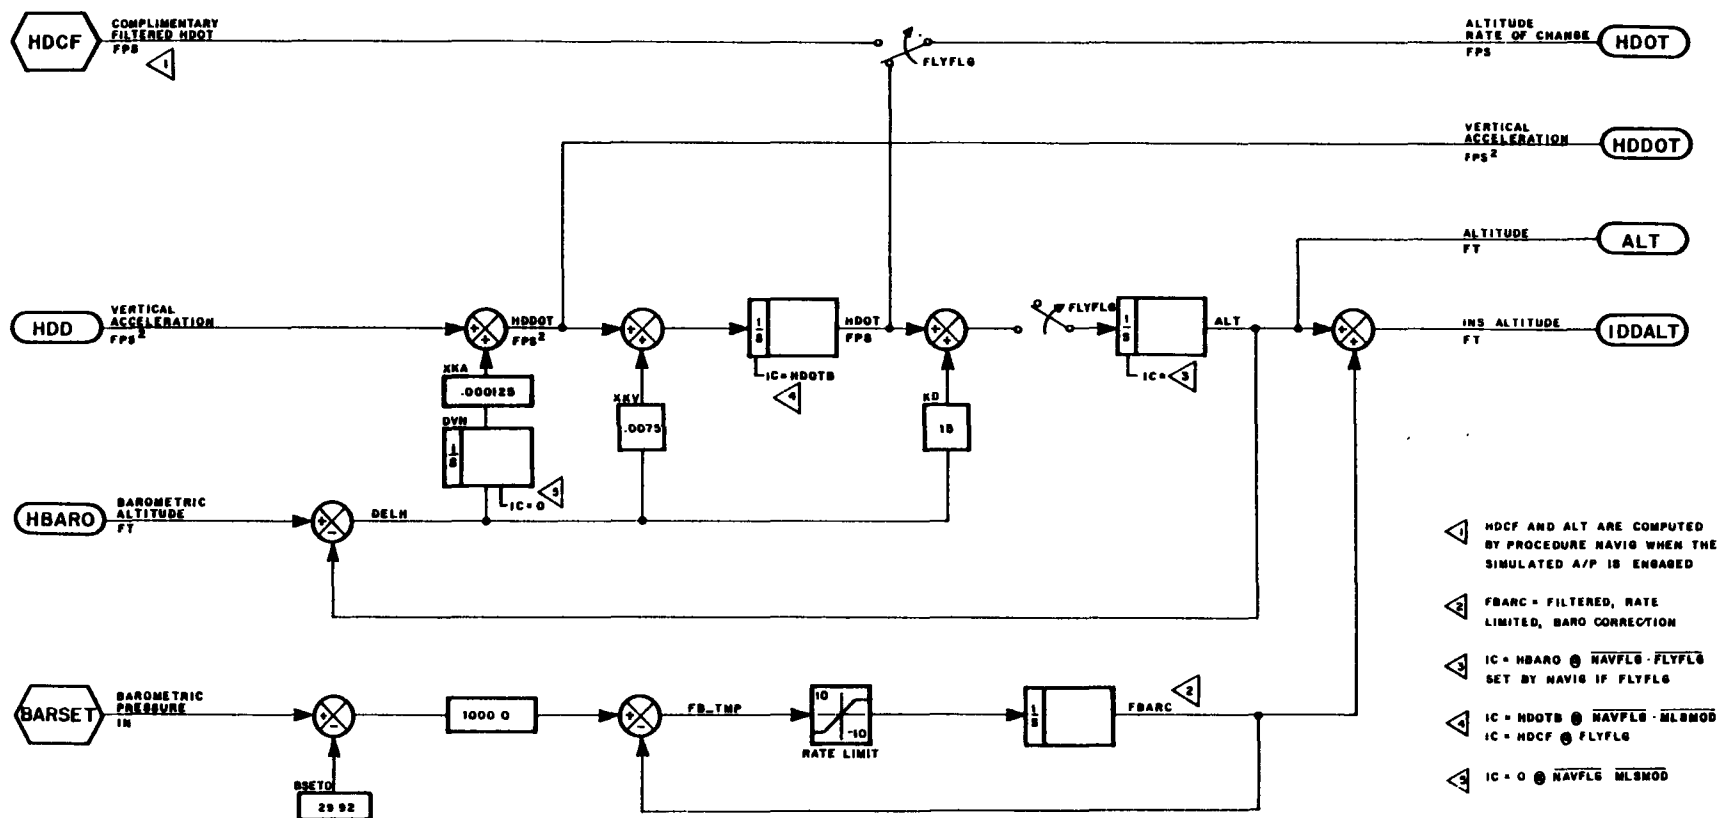 HDCF
COMPLIMENTARY
FILTERED HDOT
FPS
1
FLYFLG
ALTITUDE
RATE OF CHANGE
FPS
HDOT
VERTICAL
ACCELERATION
FPS²
HDDOT
ALTITUDE
FT
ALT
HDD
VERTICAL
ACCELERATION
FPS²
+
+
HDDOT
FPS²
+
+
1/S
HDOT
FPS
IC = HDOTB
4
+
+
FLYFLG
1/S
ALT
IC =
3
+
+
INS ALTITUDE
FT
IDDALT
XKA
.000125
DVN
1/S
IC = 0
5
XKV
.0075
KD
HBARO
BAROMETRIC
ALTITUDE
FT
+
-
DELH
BARSET
BAROMETRIC
PRESSURE
IN
+
-
1000 0
+
-
FB_TMP
10
-10
RATE LIMIT
1/S
FBARC
2
29 92
1 HDCF AND ALT ARE COMPUTED
BY PROCEDURE NAVIG WHEN THE
SIMULATED A/P IS ENGAGED
2 FBARC = FILTERED, RATE
LIMITED, BARO CORRECTION
3 IC = HBARO @ NAVFLG · FLYFLG
SET BY NAVIG IF FLYFLG
4 IC = HDOTB @ NAVFLG · MLSMOD
IC = HDCF @ FLYFLG
5 IC = 0 @ NAVFLG MLSMOD